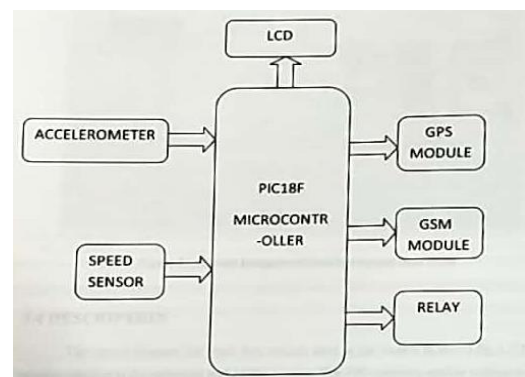 LCD
ACCELEROMETER
SPEED
SENSOR
PIC18F
MICROCONTR
-OLLER
GPS
MODULE
GSM
MODULE
RELAY